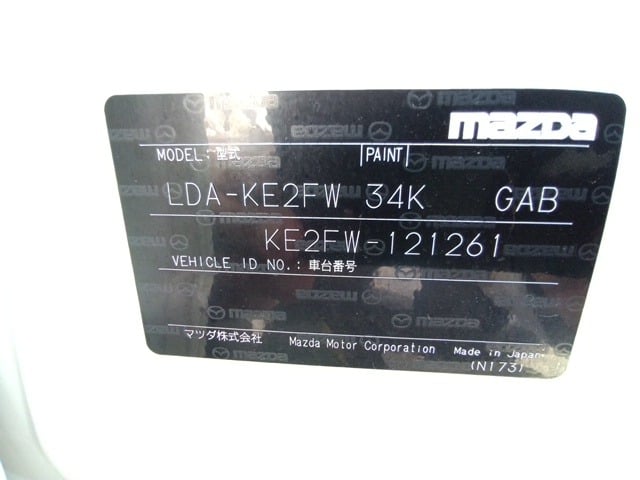 mazda
MODEL:型式 PAINT
LDA-KE2FW 34K GAB
KE2FW-121261
VEHICLE ID NO.:車台番号
マツダ株式会社 Mazda Motor Corporation Made in Japan
(N173)